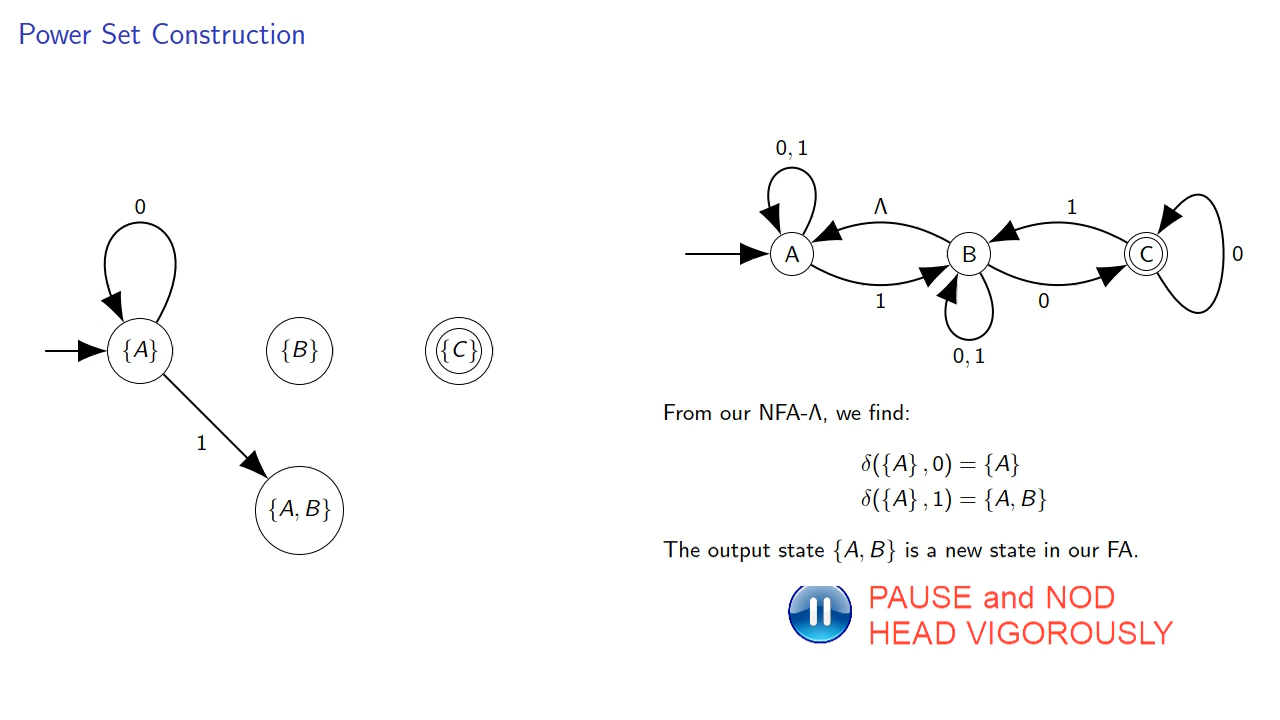 Power Set Construction
0
{A}
{B}
{C}
1
{A, B}
0, 1
Λ
1
A
B
C
0
1
0
0, 1
From our NFA-Λ, we find:
δ({A} , 0) = {A}
δ({A} , 1) = {A, B}
The output state {A, B} is a new state in our FA.
PAUSE and NOD
HEAD VIGOROUSLY